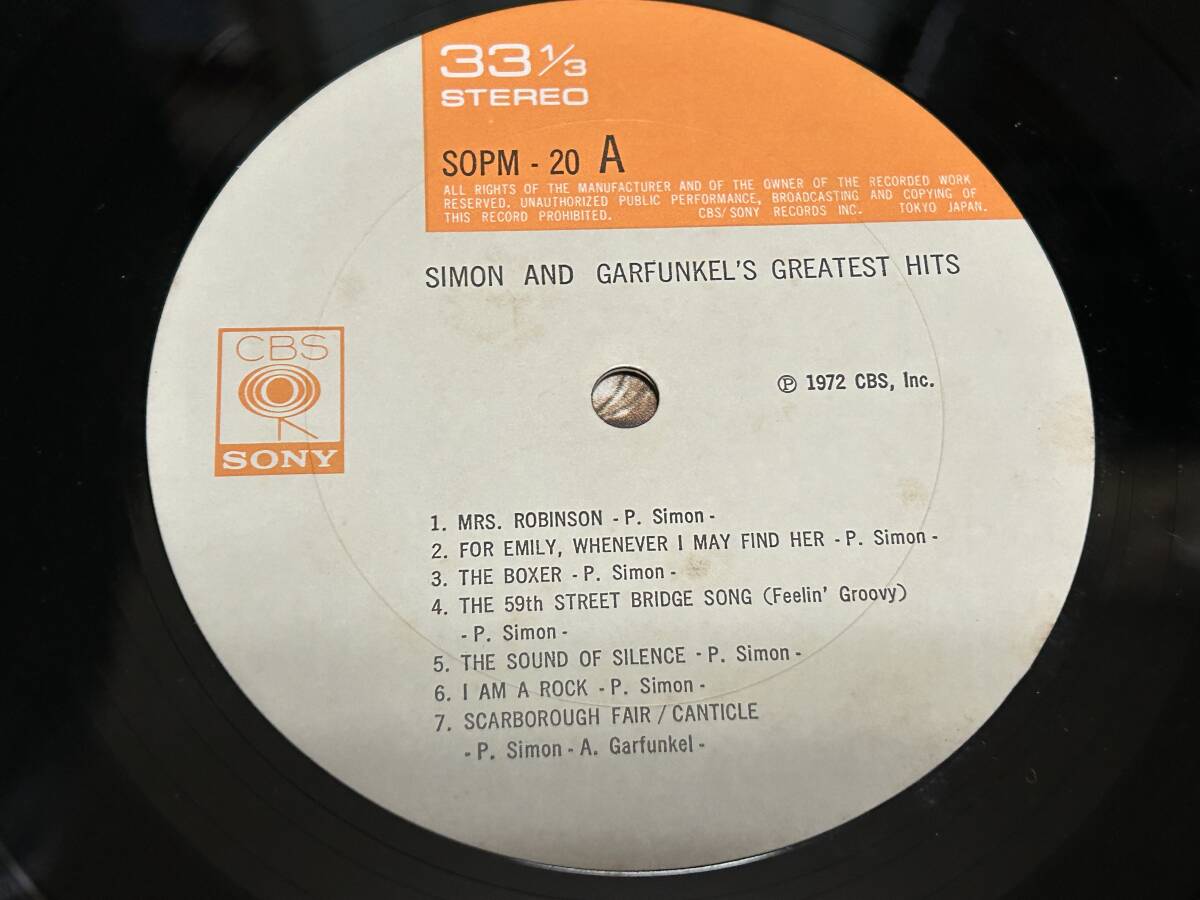 33 1/3
STEREO
SOPM - 20 A
ALL RIGHTS OF THE MANUFACTURER AND OF THE OWNER OF THE RECORDED WORK
RESERVED. UNAUTHORIZED PUBLIC PERFORMANCE, BROADCASTING AND COPYING OF
THIS RECORD PROHIBITED. CBS/SONY RECORDS INC. TOKYO JAPAN.
SIMON AND GARFUNKEL'S GREATEST HITS
CBS
SONY
℗ 1972 CBS, Inc.
1. MRS. ROBINSON - P. Simon -
2. FOR EMILY, WHENEVER I MAY FIND HER - P. Simon -
3. THE BOXER - P. Simon -
4. THE 59th STREET BRIDGE SONG (Feelin' Groovy)
- P. Simon -
5. THE SOUND OF SILENCE - P. Simon -
6. I AM A ROCK - P. Simon -
7. SCARBOROUGH FAIR / CANTICLE
- P. Simon - A. Garfunkel -